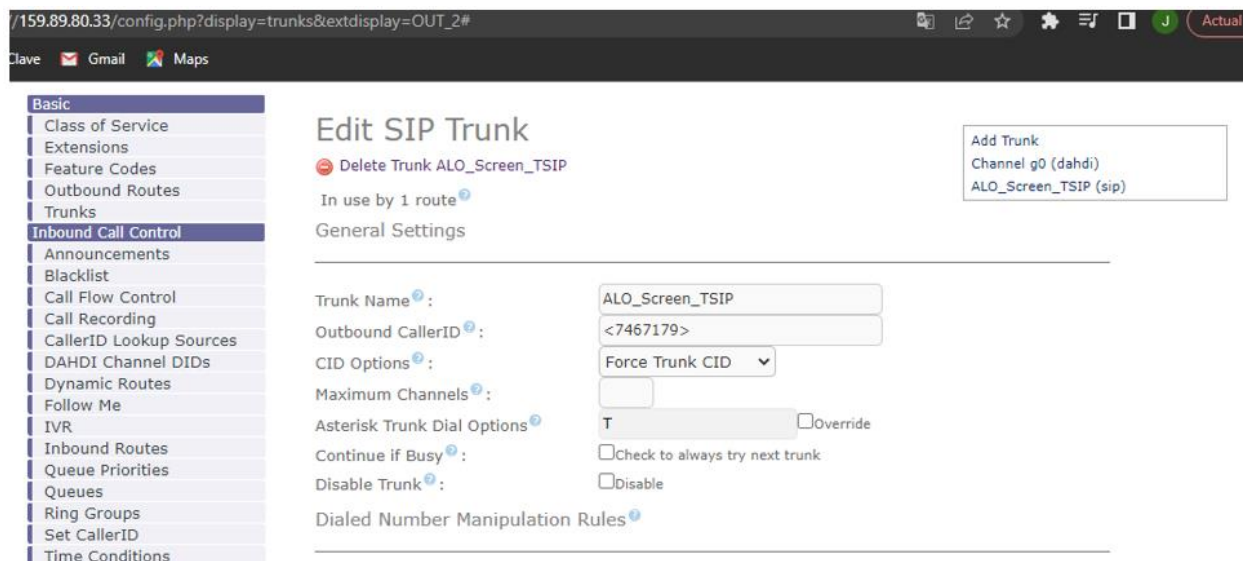 /159.89.80.33/config.php?display=trunks&extdisplay=OUT_2#
J
Actual
Clave Gmail Maps
Basic
Class of Service
Extensions
Feature Codes
Outbound Routes
Trunks
Inbound Call Control
Announcements
Blacklist
Call Flow Control
Call Recording
CallerID Lookup Sources
DAHDI Channel DIDs
Dynamic Routes
Follow Me
IVR
Inbound Routes
Queue Priorities
Queues
Ring Groups
Set CallerID
Time Conditions
Edit SIP Trunk
Delete Trunk ALO_Screen_TSIP
In use by 1 route
General Settings
Trunk Name : ALO_Screen_TSIP
Outbound CallerID : <7467179>
CID Options : Force Trunk CID
Maximum Channels :
Asterisk Trunk Dial Options T Override
Continue if Busy : Check to always try next trunk
Disable Trunk : Disable
Dialed Number Manipulation Rules
Add Trunk
Channel g0 (dahdi)
ALO_Screen_TSIP (sip)